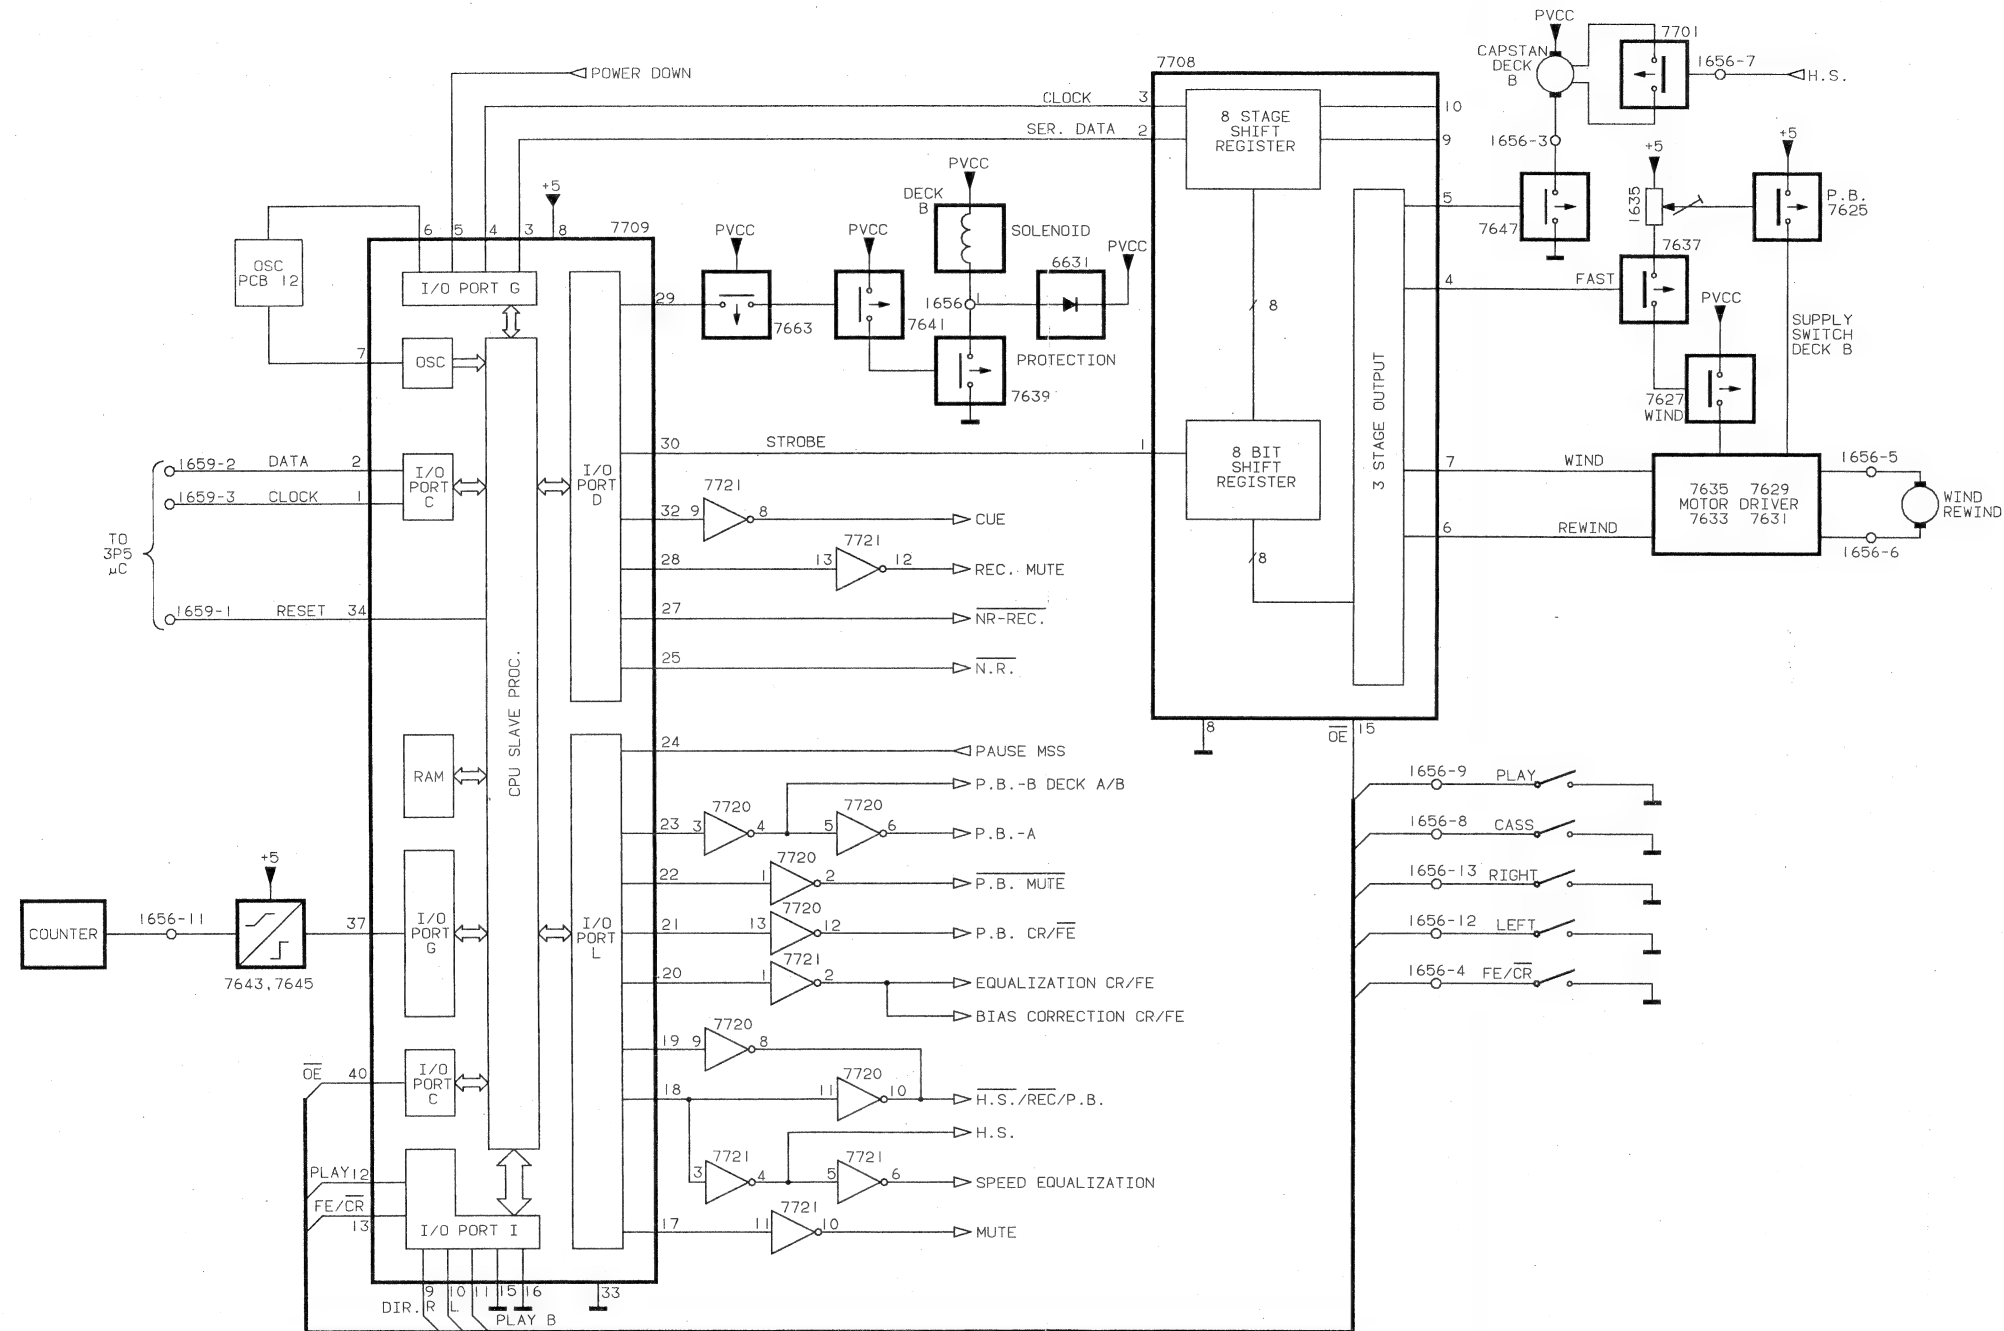 POWER DOWN
7708
PVCC
CAPSTAN
DECK
B
7701
1656-7
H.S.
CLOCK
3
SER. DATA
2
8 STAGE
SHIFT
REGISTER
10
9
1656-3
+5
+5
1635
P.B.
7625
7647
5
+5
6
5
4
3
8
7709
OSC
PCB 12
I/O PORT G
PVCC
PVCC
PVCC
DECK
B
SOLENOID
PVCC
6631
7637
29
7663
7641
1656
1
8
4
FAST
PVCC
SUPPLY
SWITCH
DECK B
7
OSC
PROTECTION
7639
3 STAGE OUTPUT
7627
WIND
30
STROBE
1
8 BIT
SHIFT
REGISTER
7
WIND
1656-5
1659-2
DATA
2
1659-3
CLOCK
1
I/O
PORT
C
I/O
PORT
D
7721
32
9
8
CUE
7635
7629
MOTOR DRIVER
7633
7631
WIND
REWIND
6
REWIND
1656-6
TO
3P5
µC
7721
28
13
12
REC. MUTE
8
1659-1
RESET
34
27
NR-REC.
25
N.R.
CPU SLAVE PROC.
8
OE
15
24
PAUSE MSS
RAM
P.B.-B DECK A/B
1656-9
PLAY
7720
7720
23
3
4
5
6
P.B.-A
1656-8
CASS
7720
22
1
2
P.B. MUTE
1656-13
RIGHT
+5
COUNTER
1656-11
7643,7645
37
I/O
PORT
G
I/O
PORT
L
7720
21
13
12
P.B. CR/FE
1656-12
LEFT
7721
20
1
2
EQUALIZATION CR/FE
1656-4
FE/CR
BIAS CORRECTION CR/FE
7720
19
9
8
OE
40
I/O
PORT
C
7720
18
11
10
H.S./REC/P.B.
H.S.
7721
7721
3
4
5
6
SPEED EQUALIZATION
PLAY
12
FE/CR
13
I/O PORT I
7721
17
11
10
MUTE
9
10
11
15
16
33
DIR.
R
L
PLAY B